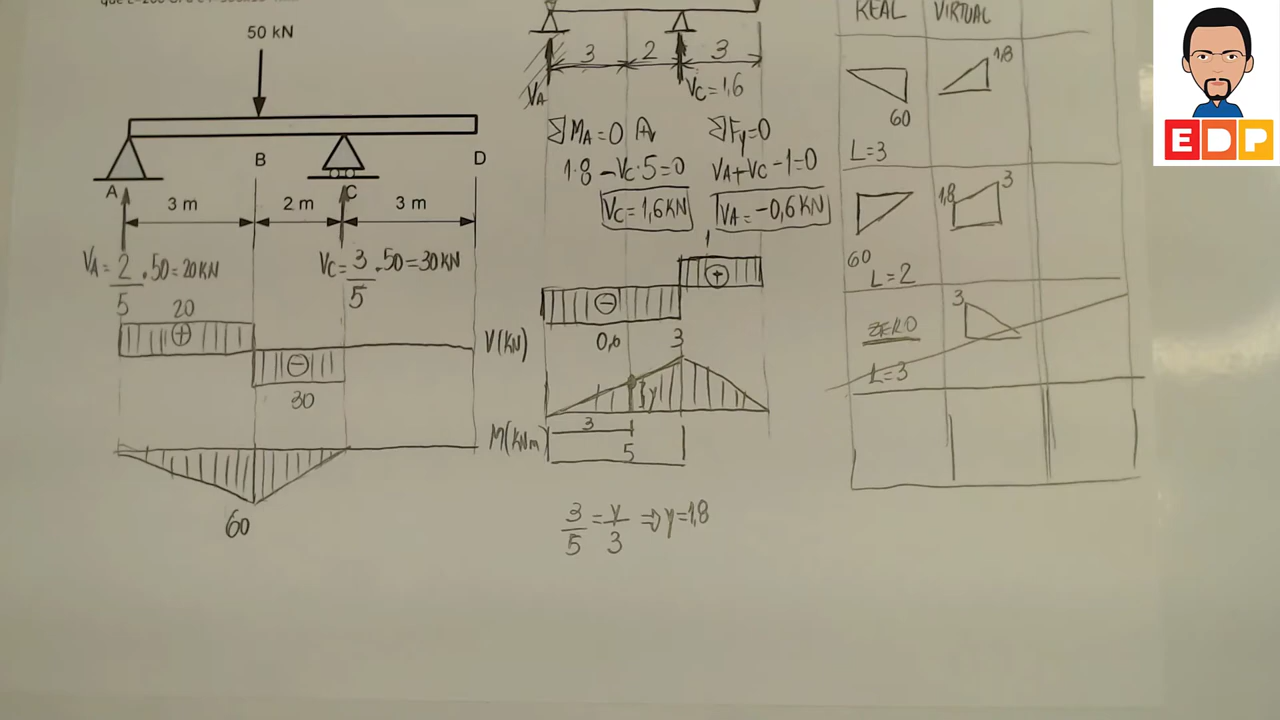 50 kN
A
B
C
D
3 m
2 m
3 m
VA = 2/5 . 50 = 20 KN
VC = 3/5 . 50 = 30 KN
20
+
−
30
V(KN)
M(KNm)
60
3
2
3
VA
VC = 1,6
ΣMA = 0
1·8 − VC·5 = 0
VC = 1,6 KN
ΣFy = 0
VA + VC − 1 = 0
VA = −0,6 KN
1
+
−
0,6
3
y
3
5
3/5 = y/3 ⇒ y = 1,8
REAL
VIRTUAL
60
L = 3
1,8
60
L = 2
1,8
3
ZERO
L = 3
3
EDP